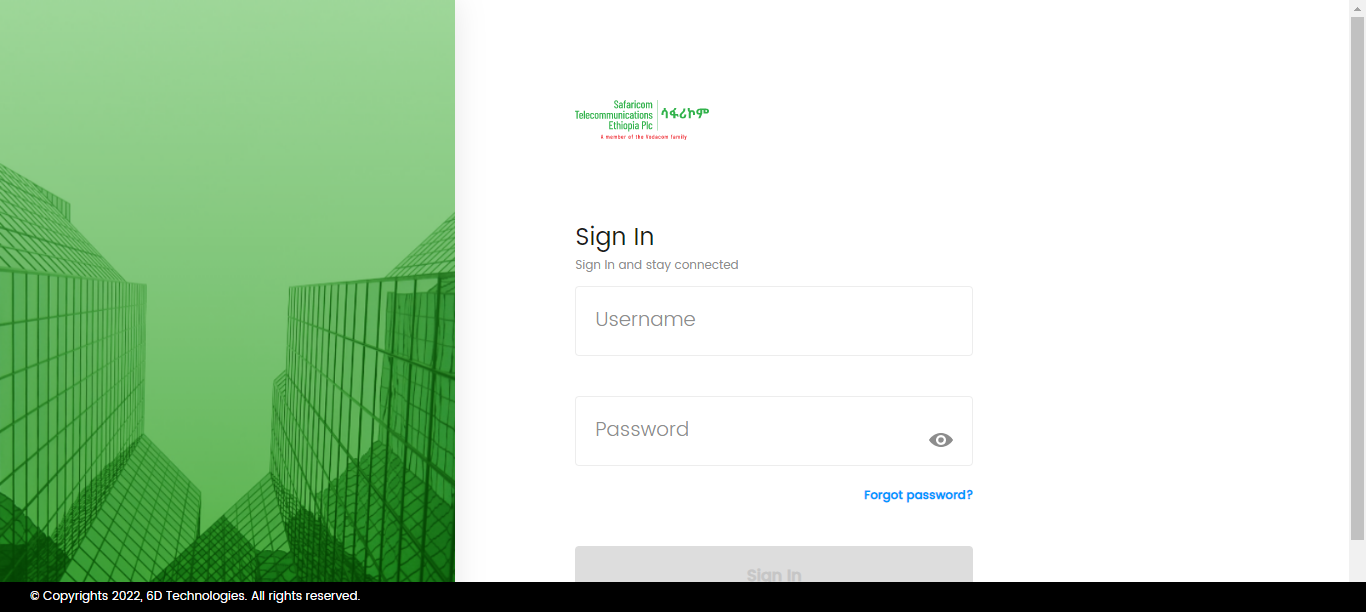 Safaricom
Telecommunications
Ethiopia Plc
ሳፋሪኮም
A member of the Vodacom family
Sign In
Sign In and stay connected
Username
Password
Forgot password?
Sign In
© Copyrights 2022, 6D Technologies. All rights reserved.